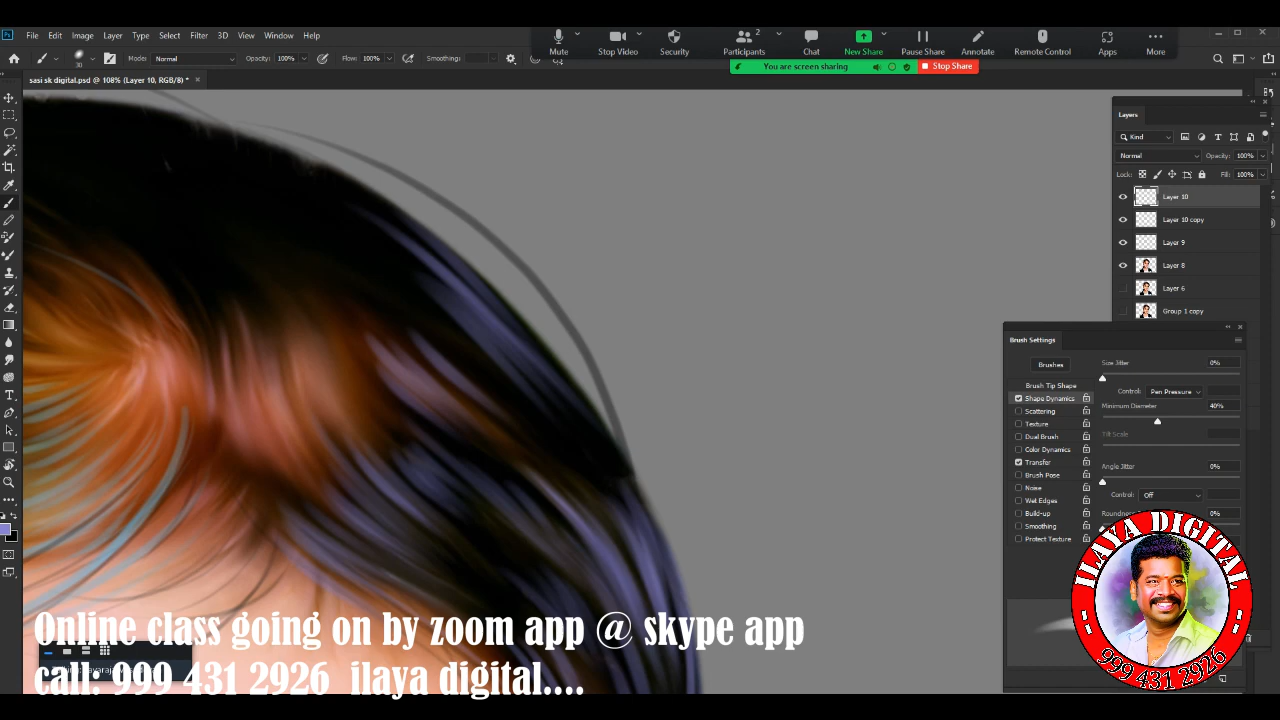 File Edit Image Layer Type Select Filter 3D View Window Help
Mute Stop Video Security Participants 2 Chat New Share Pause Share Annotate Remote Control Apps More
You are screen sharing Stop Share
30 Mode: Normal Opacity: 100% Flow: 100% Smoothing:
sasi sk digital.psd @ 108% (Layer 10, RGB/8) *
Layers
Kind
Normal Opacity: 100%
Lock: Fill: 100%
Layer 10
Layer 10 copy
Layer 9
Layer 8
Layer 6
Group 1 copy
Brush Settings
Brushes Size Jitter 0%
Brush Tip Shape
Control: Pen Pressure
Shape Dynamics
Minimum Diameter 40%
Scattering
Texture
Tilt Scale
Dual Brush
Color Dynamics
Transfer
Angle Jitter 0%
Brush Pose
Noise
Control: Off
Wet Edges
Build-up
Roundness 0%
Smoothing
Protect Texture
ILAYA DIGITAL
999 431 2926
Online class going on by zoom app @ skype app
call: 999 431 2926 ilaya digital....